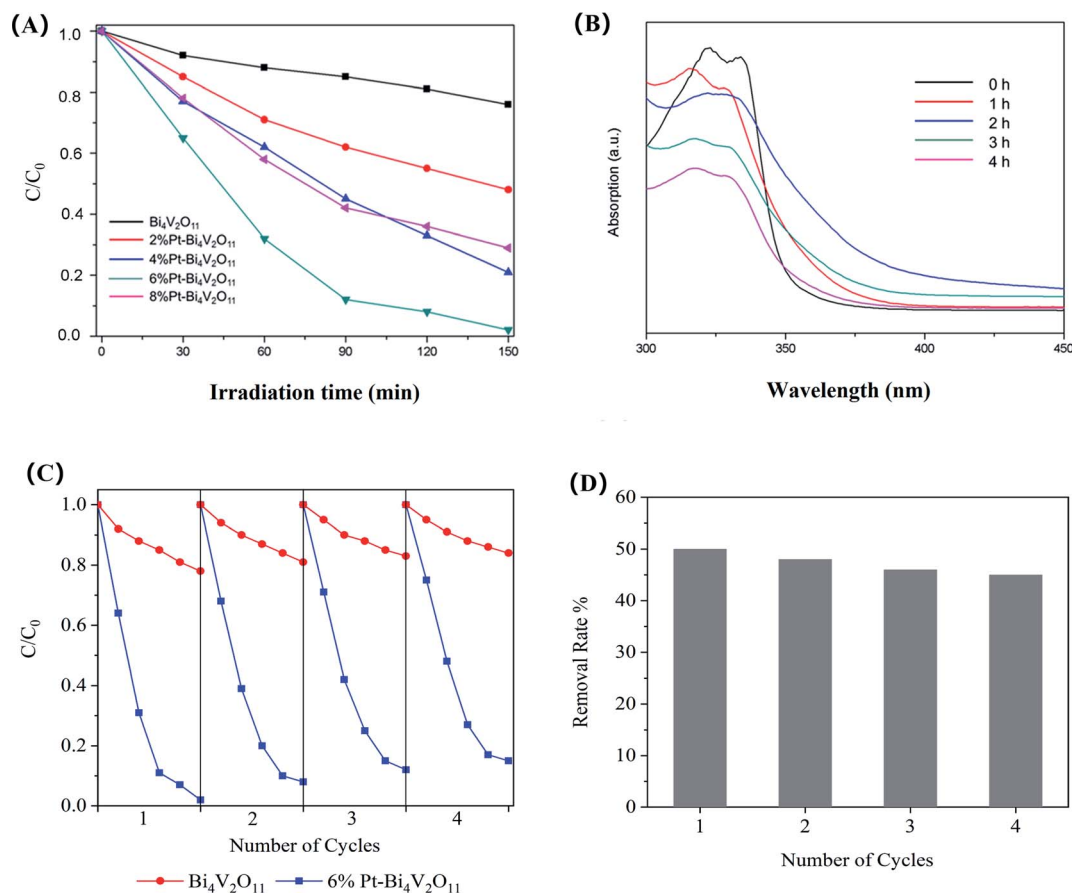 (A)
1.0
0.8
0.6
0.4
0.2
0.0
C/C₀
Bi₄V₂O₁₁
2%Pt-Bi₄V₂O₁₁
4%Pt-Bi₄V₂O₁₁
6%Pt-Bi₄V₂O₁₁
8%Pt-Bi₄V₂O₁₁
0 30 60 90 120 150
Irradiation time (min)
(B)
Absorption (a.u.)
0 h
1 h
2 h
3 h
4 h
300 350 400 450
Wavelength (nm)
(C)
1.0
0.8
0.6
0.4
0.2
0.0
C/C₀
1 2 3 4
Number of Cycles
Bi₄V₂O₁₁ 6% Pt-Bi₄V₂O₁₁
(D)
60
50
40
30
20
10
0
Removal Rate %
1 2 3 4
Number of Cycles